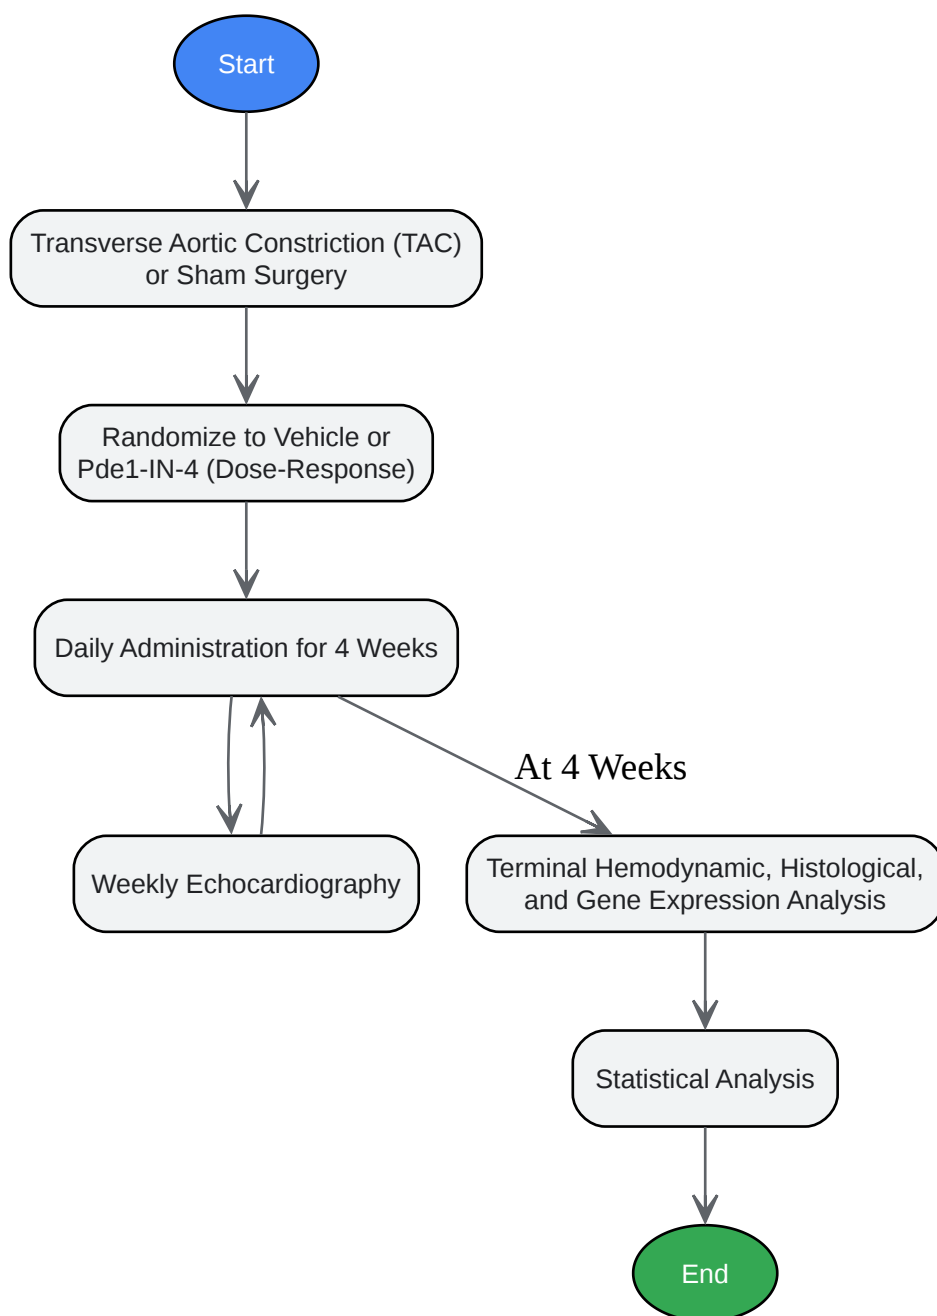 Start
Transverse Aortic Constriction (TAC)
or Sham Surgery
Randomize to Vehicle or
Pde1-IN-4 (Dose-Response)
Daily Administration for 4 Weeks
At 4 Weeks
Weekly Echocardiography
Terminal Hemodynamic, Histological,
and Gene Expression Analysis
Statistical Analysis
End